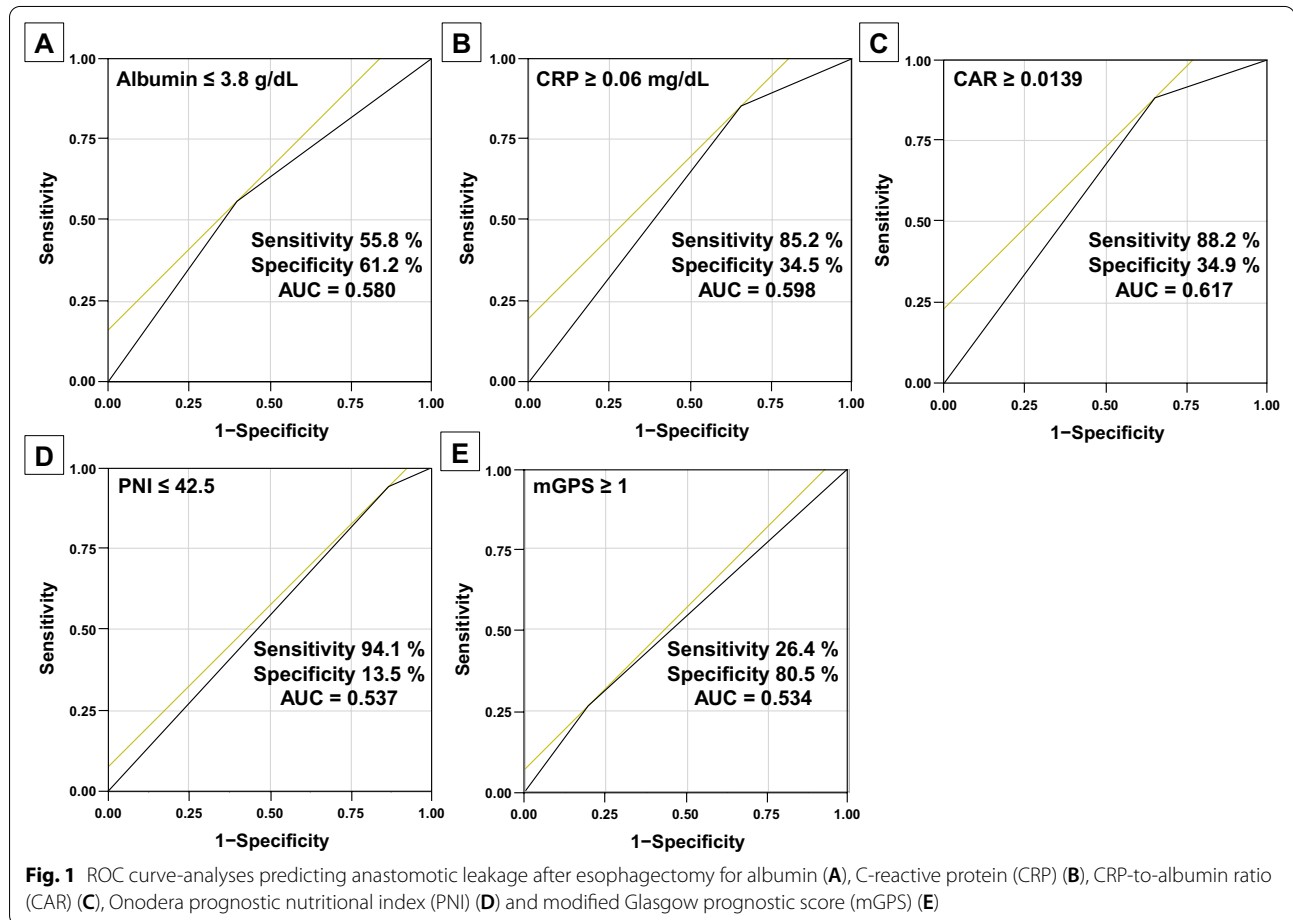 A
Albumin ≤ 3.8 g/dL
1.00
0.75
0.50
0.25
0.00
Sensitivity
Sensitivity 55.8 %
Specificity 61.2 %
AUC = 0.580
0.00 0.25 0.50 0.75 1.00
1−Specificity
B
CRP ≥ 0.06 mg/dL
1.00
0.75
0.50
0.25
0.00
Sensitivity
Sensitivity 85.2 %
Specificity 34.5 %
AUC = 0.598
0.00 0.25 0.50 0.75 1.00
1−Specificity
C
CAR ≥ 0.0139
1.00
0.75
0.50
0.25
0.00
Sensitivity
Sensitivity 88.2 %
Specificity 34.9 %
AUC = 0.617
0.00 0.25 0.50 0.75 1.00
1−Specificity
D
PNI ≤ 42.5
1.00
0.75
0.50
0.25
0.00
Sensitivity
Sensitivity 94.1 %
Specificity 13.5 %
AUC = 0.537
0.00 0.25 0.50 0.75 1.00
1−Specificity
E
mGPS ≥ 1
1.00
0.75
0.50
0.25
0.00
Sensitivity
Sensitivity 26.4 %
Specificity 80.5 %
AUC = 0.534
0.00 0.25 0.50 0.75 1.00
1−Specificity
Fig. 1 ROC curve-analyses predicting anastomotic leakage after esophagectomy for albumin (A), C-reactive protein (CRP) (B), CRP-to-albumin ratio
(CAR) (C), Onodera prognostic nutritional index (PNI) (D) and modified Glasgow prognostic score (mGPS) (E)